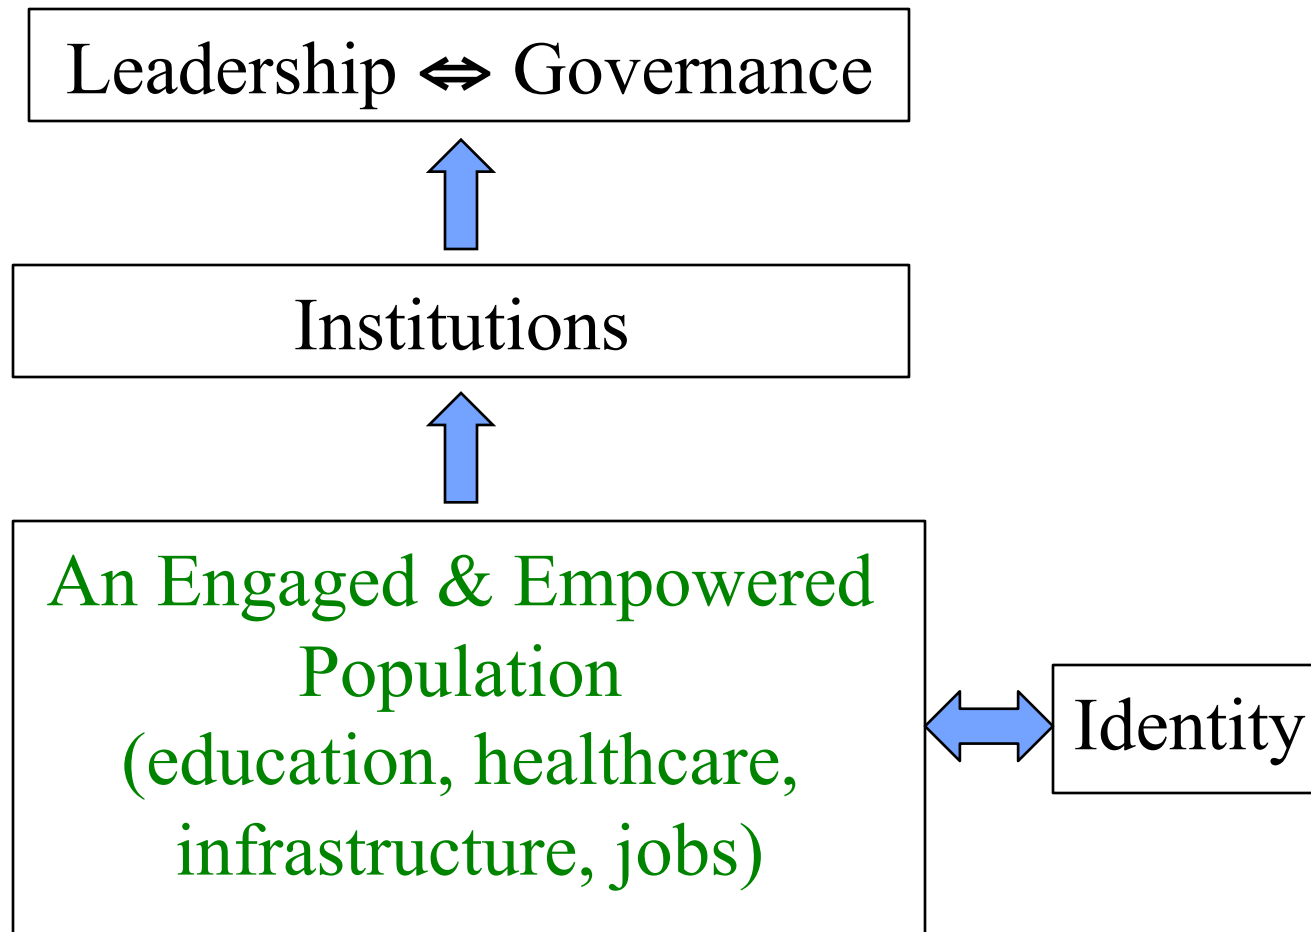 Leadership ⇔ Governance
Institutions
An Engaged & Empowered
Population
(education, healthcare,
infrastructure, jobs)
Identity